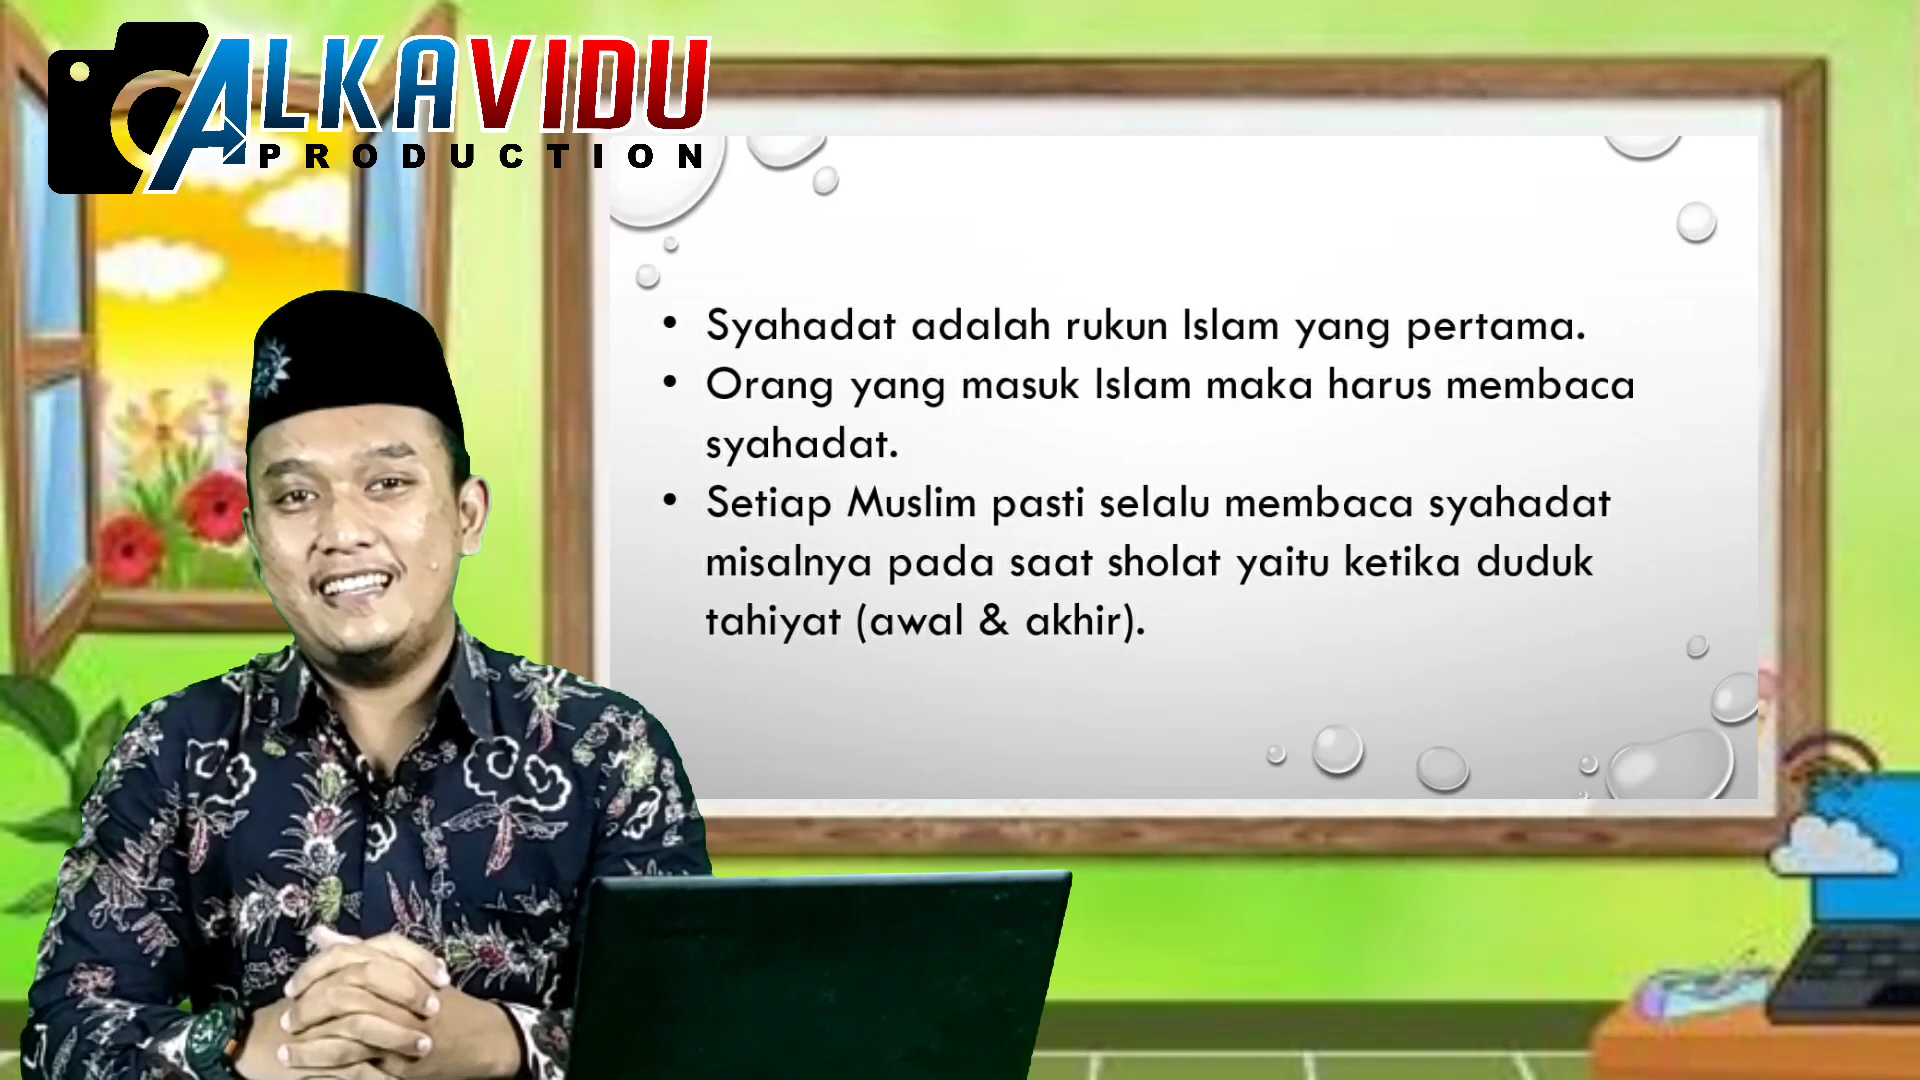 ALKAVIDU
PRODUCTION
• Syahadat adalah rukun Islam yang pertama.
• Orang yang masuk Islam maka harus membaca
syahadat.
• Setiap Muslim pasti selalu membaca syahadat
misalnya pada saat sholat yaitu ketika duduk
tahiyat (awal & akhir).